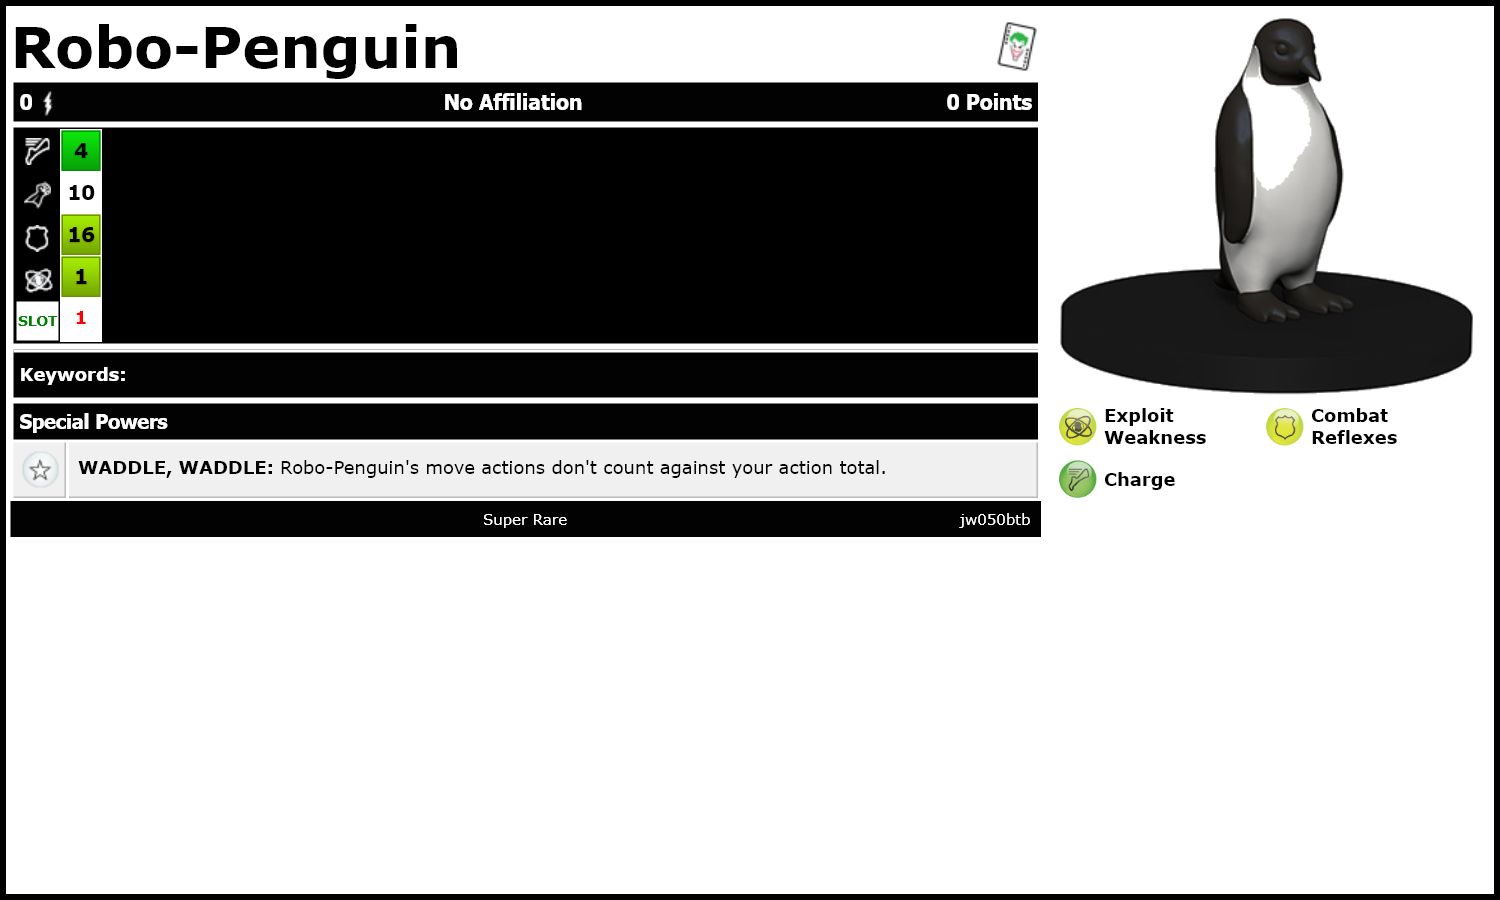 Robo-Penguin
0 No Affiliation 0 Points
4
10
16
1
SLOT 1
Keywords:
Special Powers
WADDLE, WADDLE: Robo-Penguin's move actions don't count against your action total.
Super Rare jw050btb
Exploit
Weakness
Combat
Reflexes
Charge